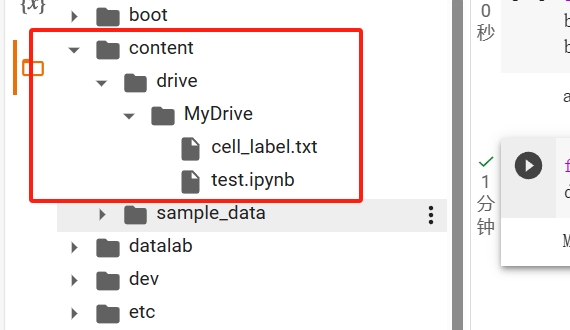 {x}
boot
content
drive
MyDrive
cell_label.txt
test.ipynb
sample_data
datalab
dev
etc
0
秒
b
b
a
1
分
钟
f
d